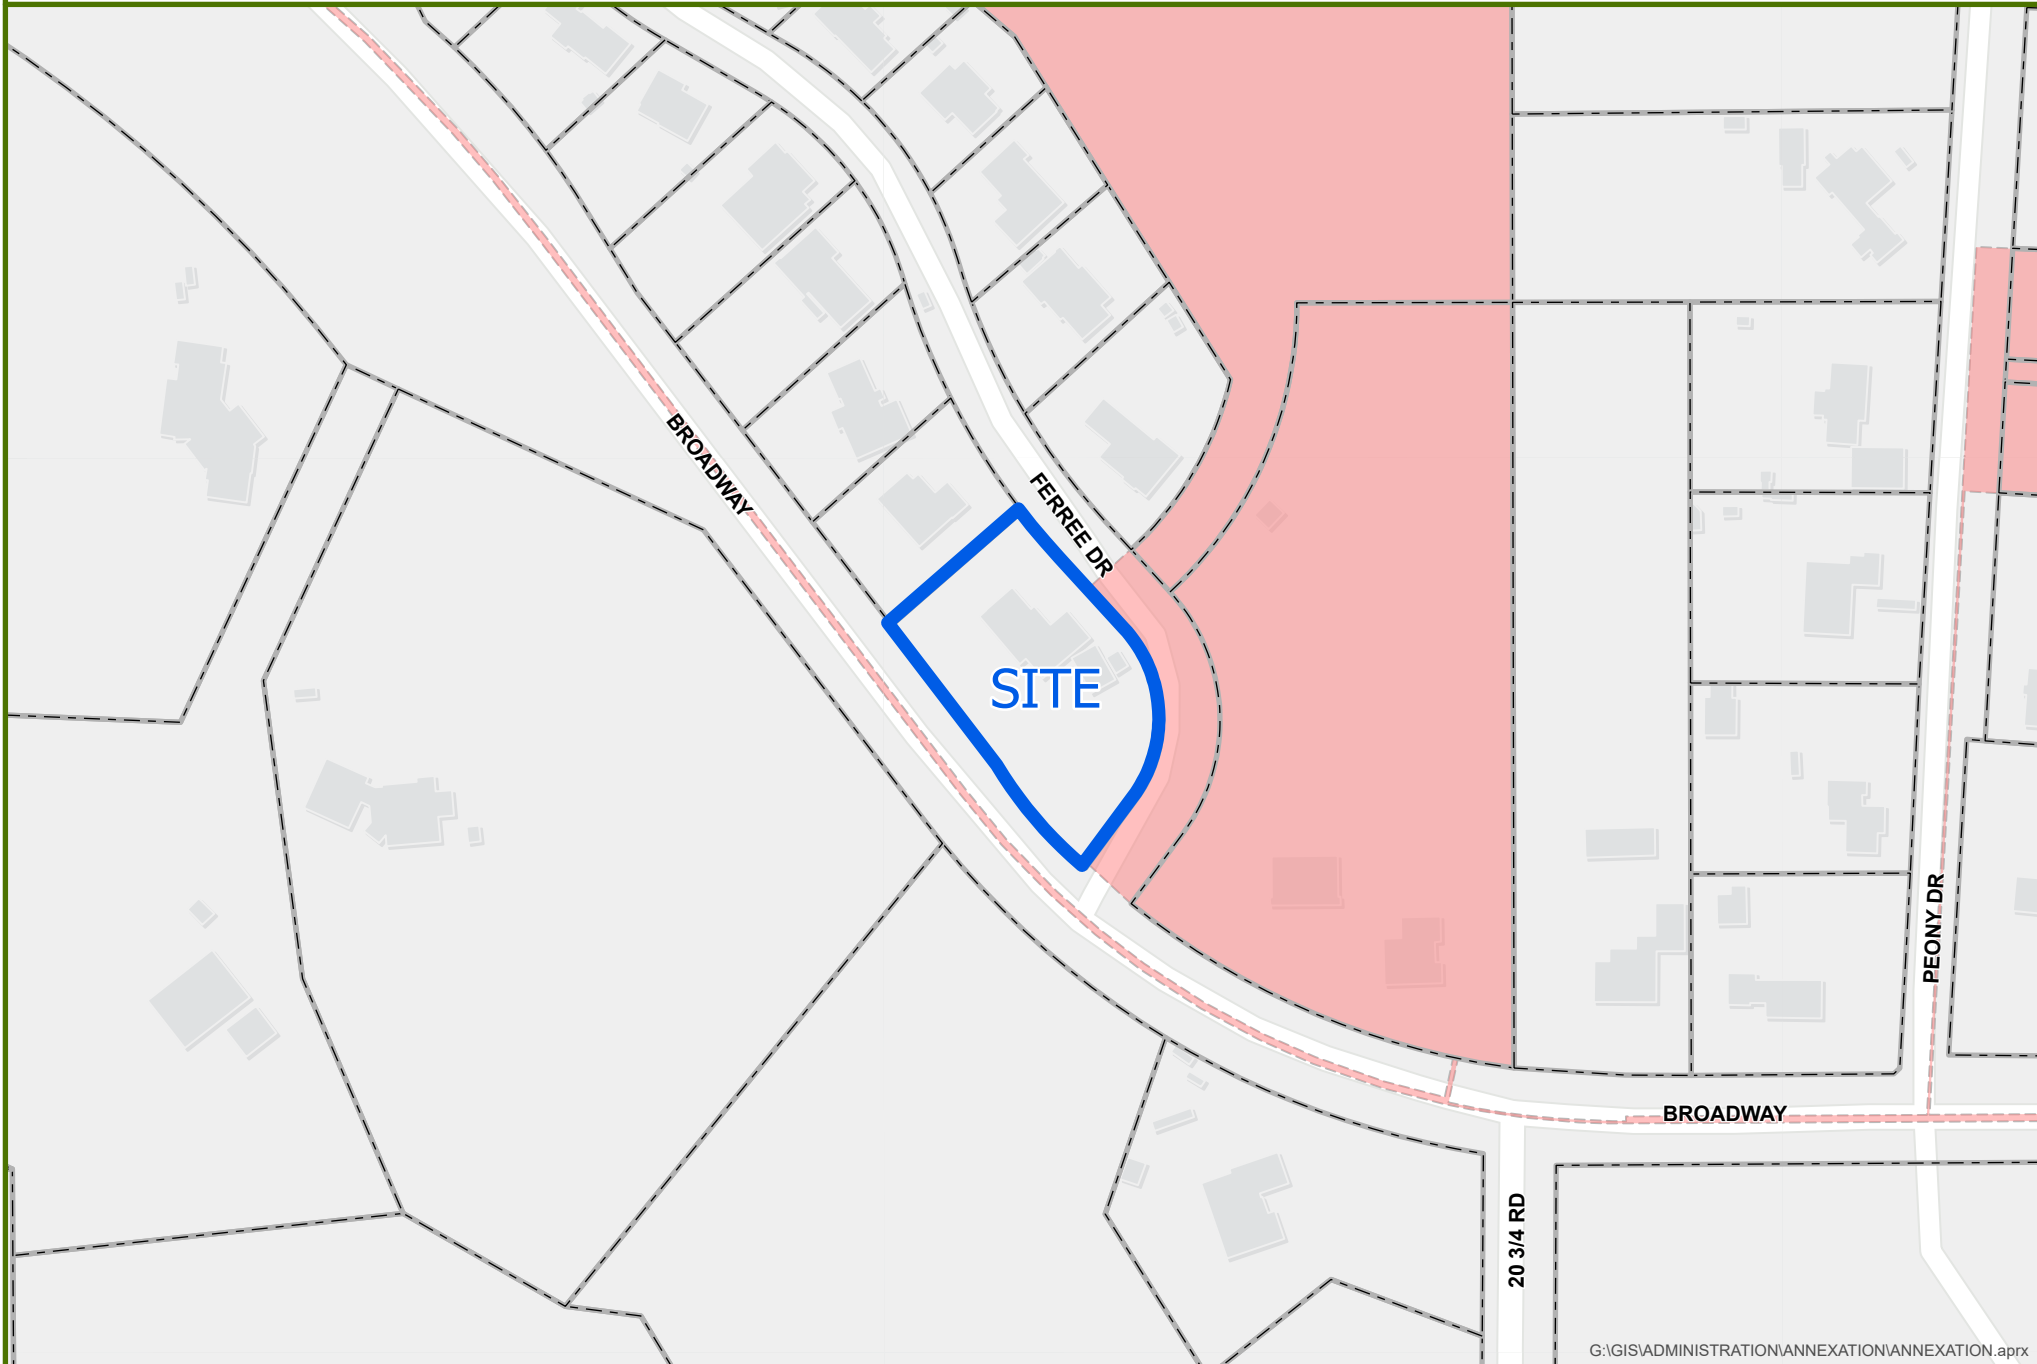 BROADWAY
FERREE DR
SITE
PEONY DR
BROADWAY
20 3/4 RD
G:\GIS\ADMINISTRATION\ANNEXATION\ANNEXATION.aprx